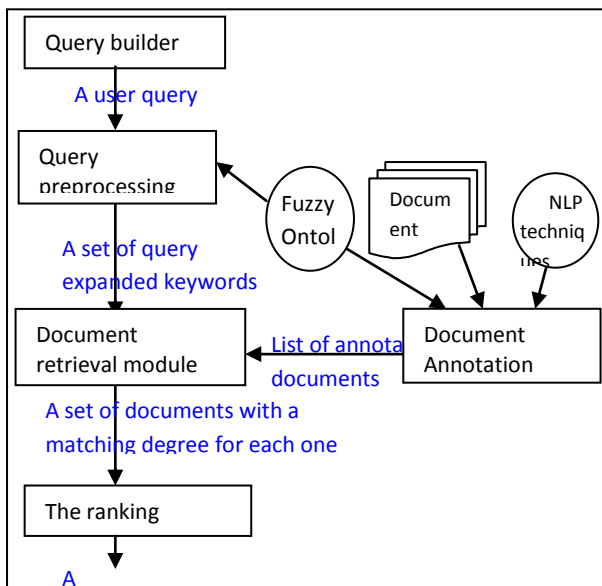 Query builder
A user query
Query
preprocessing
Fuzzy
Ontol
Docum
ent
NLP
techniq
ues
A set of query
expanded keywords
Document
retrieval module
List of annota
documents
Document
Annotation
A set of documents with a
matching degree for each one
The ranking
A